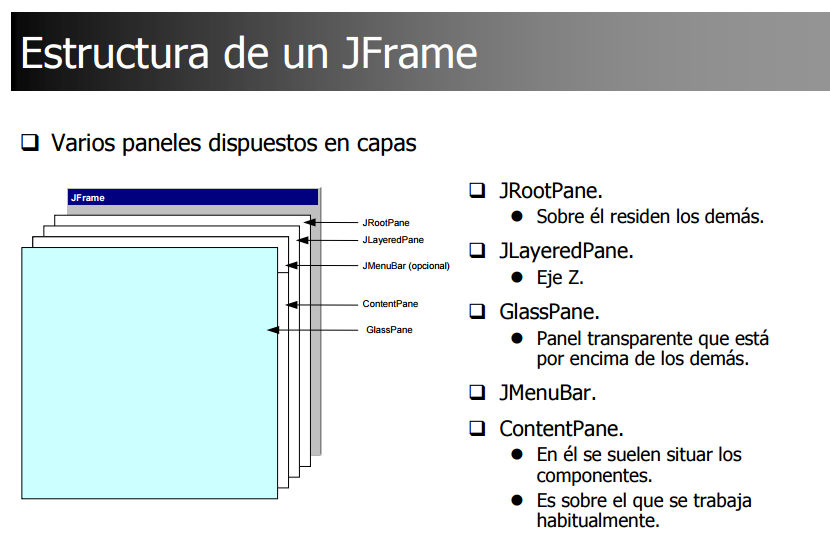 Estructura de un JFrame
❑ Varios paneles dispuestos en capas
JFrame
JRootPane
JLayeredPane
JMenuBar (opcional)
ContentPane
GlassPane
❑ JRootPane.
● Sobre él residen los demás.
❑ JLayeredPane.
● Eje Z.
❑ GlassPane.
● Panel transparente que está
por encima de los demás.
❑ JMenuBar.
❑ ContentPane.
● En él se suelen situar los
componentes.
● Es sobre el que se trabaja
habitualmente.